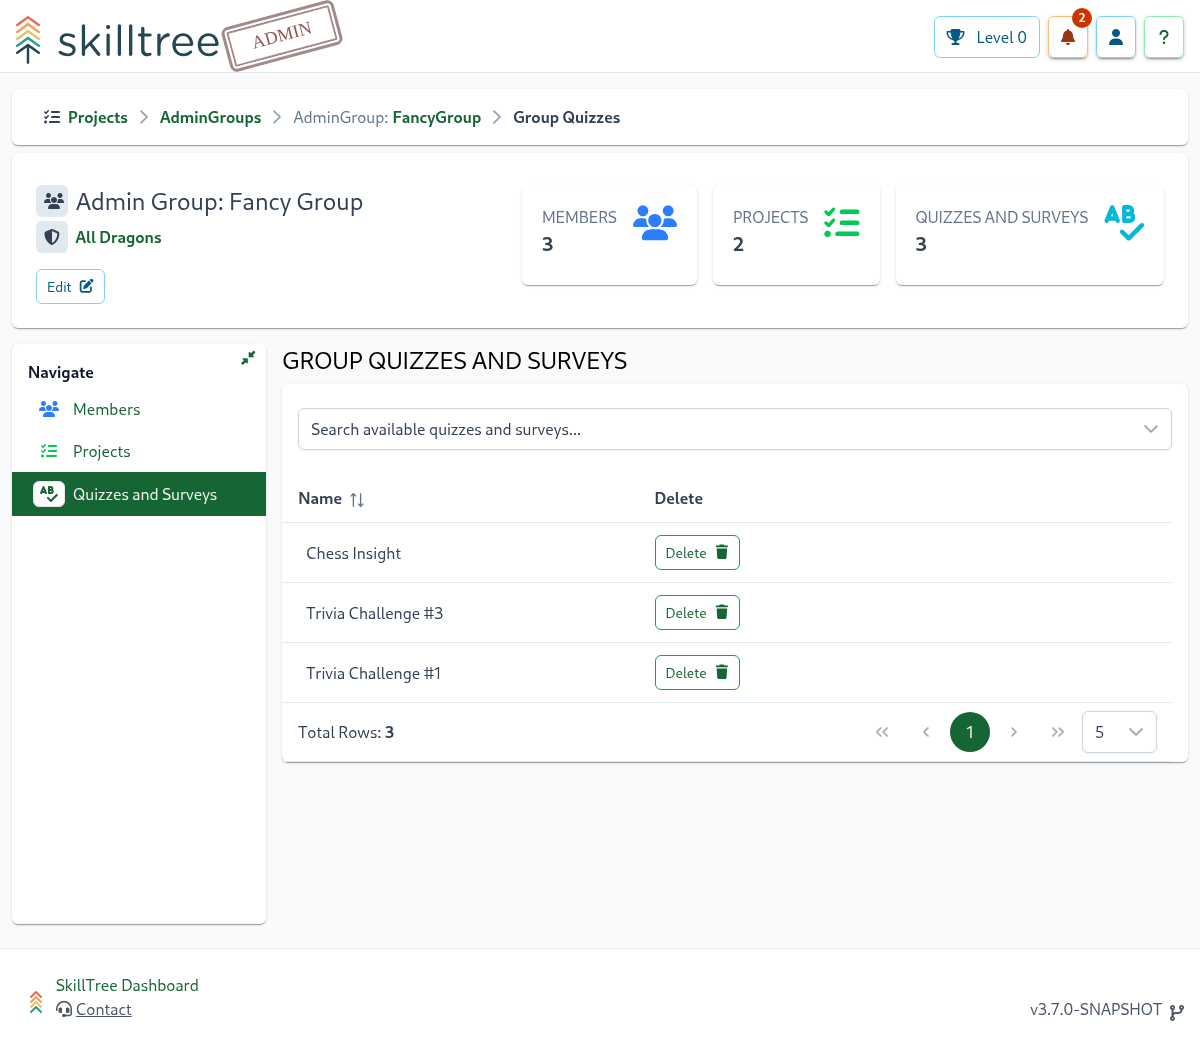 skilltree ADMIN
Level 0
2
?
Projects AdminGroups AdminGroup: FancyGroup Group Quizzes
Admin Group: Fancy Group
All Dragons
Edit
MEMBERS
3
PROJECTS
2
QUIZZES AND SURVEYS
3
AB
Navigate
Members
Projects
AB
Quizzes and Surveys
GROUP QUIZZES AND SURVEYS
Search available quizzes and surveys...
Name Delete
Chess Insight Delete
Trivia Challenge #3 Delete
Trivia Challenge #1 Delete
Total Rows: 3 1 5
SkillTree Dashboard
Contact
v3.7.0-SNAPSHOT